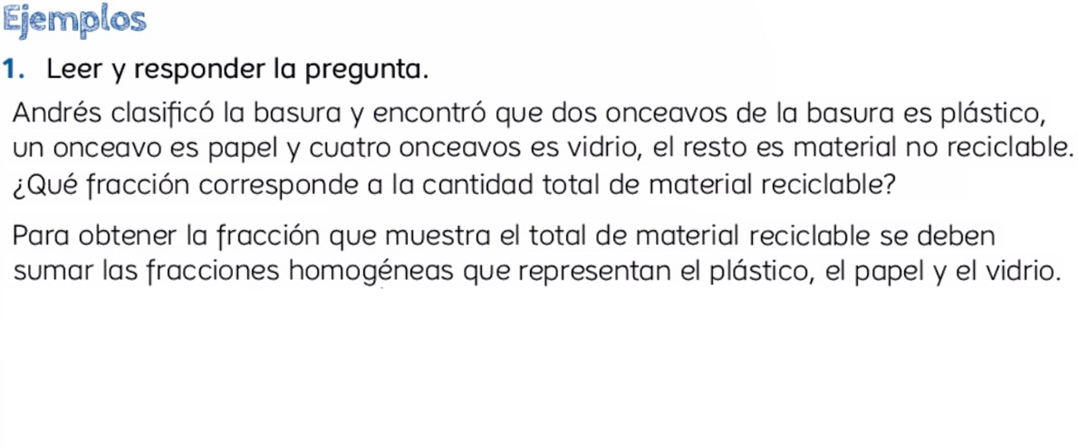 Ejemplos
1. Leer y responder la pregunta.
Andrés clasificó la basura y encontró que dos onceavos de la basura es plástico,
un onceavo es papel y cuatro onceavos es vidrio, el resto es material no reciclable.
¿Qué fracción corresponde a la cantidad total de material reciclable?
Para obtener la fracción que muestra el total de material reciclable se deben
sumar las fracciones homogéneas que representan el plástico, el papel y el vidrio.